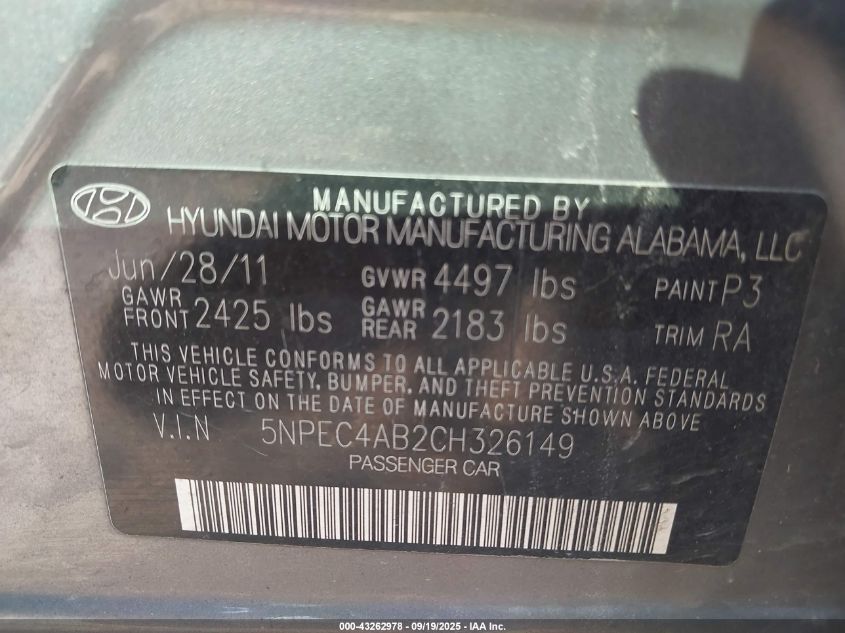 MANUFACTURED BY
HYUNDAI MOTOR MANUFACTURING ALABAMA, LLC
Jun/28/11 GVWR 4497 lbs PAINT P3
GAWR FRONT 2425 lbs GAWR REAR 2183 lbs TRIM RA
THIS VEHICLE CONFORMS TO ALL APPLICABLE U.S.A. FEDERAL
MOTOR VEHICLE SAFETY, BUMPER, AND THEFT PREVENTION STANDARDS
IN EFFECT ON THE DATE OF MANUFACTURE SHOWN ABOVE
V.I.N 5NPEC4AB2CH326149
PASSENGER CAR
000-43262978 - 09/19/2025 - IAA Inc.